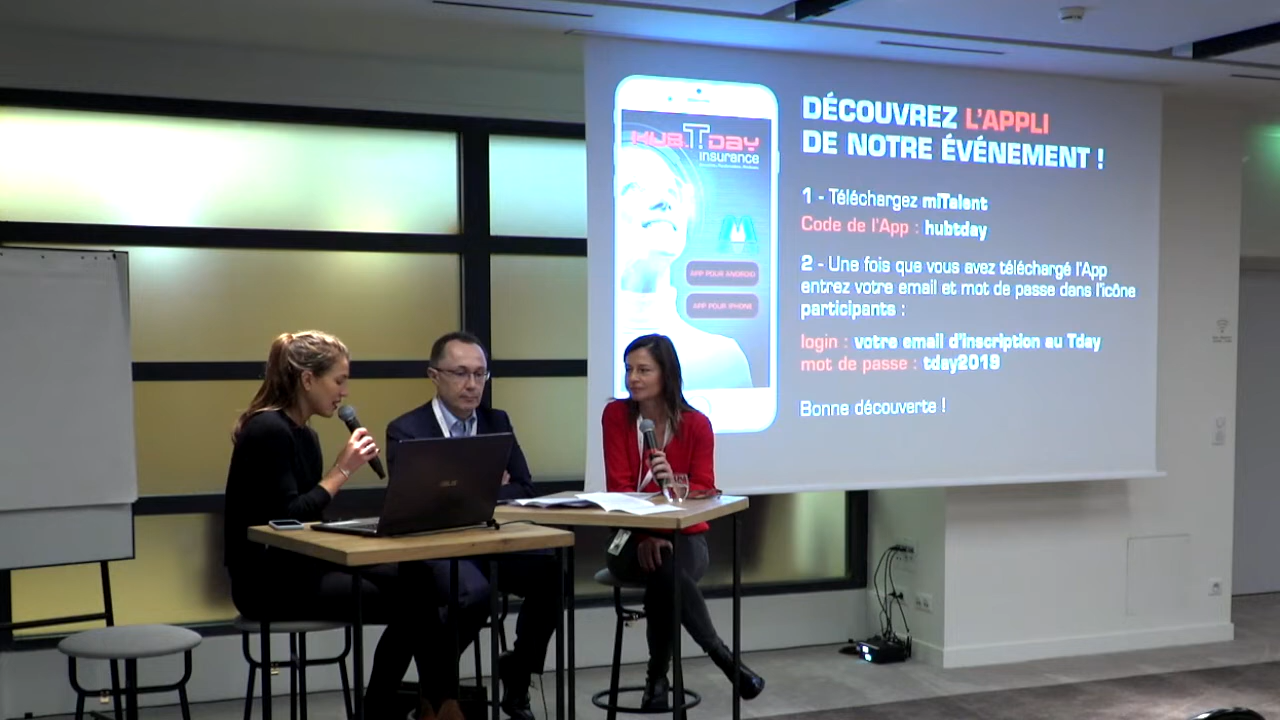 HUB.T.DAY
insurance
APP POUR ANDROID
APP POUR IPHONE
DÉCOUVREZ L'APPLI
DE NOTRE ÉVÉNEMENT !
1 - Téléchargez miTalent
Code de l'App : hubtday
2 - Une fois que vous avez téléchargé l'App
entrez votre email et mot de passe dans l'icône
participants :
login : votre email d'inscription au Tday
mot de passe : tday2019
Bonne découverte !
ASUS